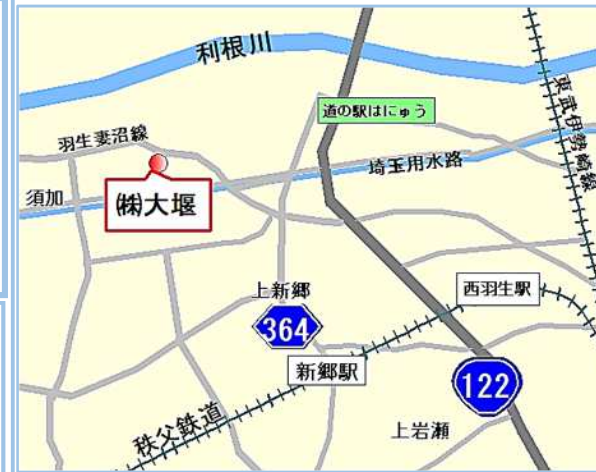 利根川
東武伊勢崎線
道の駅はにゅう
羽生妻沼線
埼玉用水路
須加
㈱大堰
西羽生駅
上新郷
364
新郷駅
122
秩父鉄道
上岩瀬